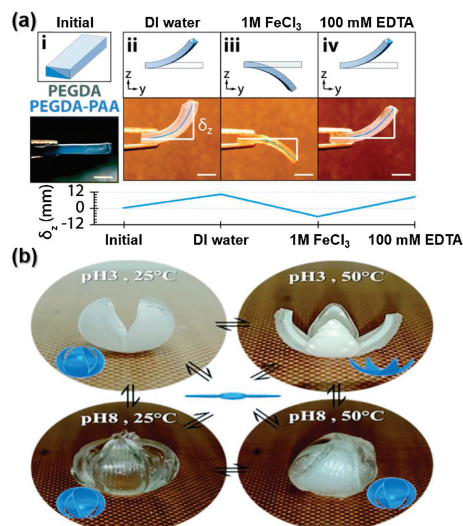 (a)
Initial
DI water
1M FeCl₃
100 mM EDTA
i
ii
iii
iv
PEGDA
PEGDA-PAA
z
y
z
y
z
y
δz
δz (mm)
12
0
-12
Initial
DI water
1M FeCl₃
100 mM EDTA
(b)
pH3 , 25°C
pH3 , 50°C
pH8 , 25°C
pH8 , 50°C